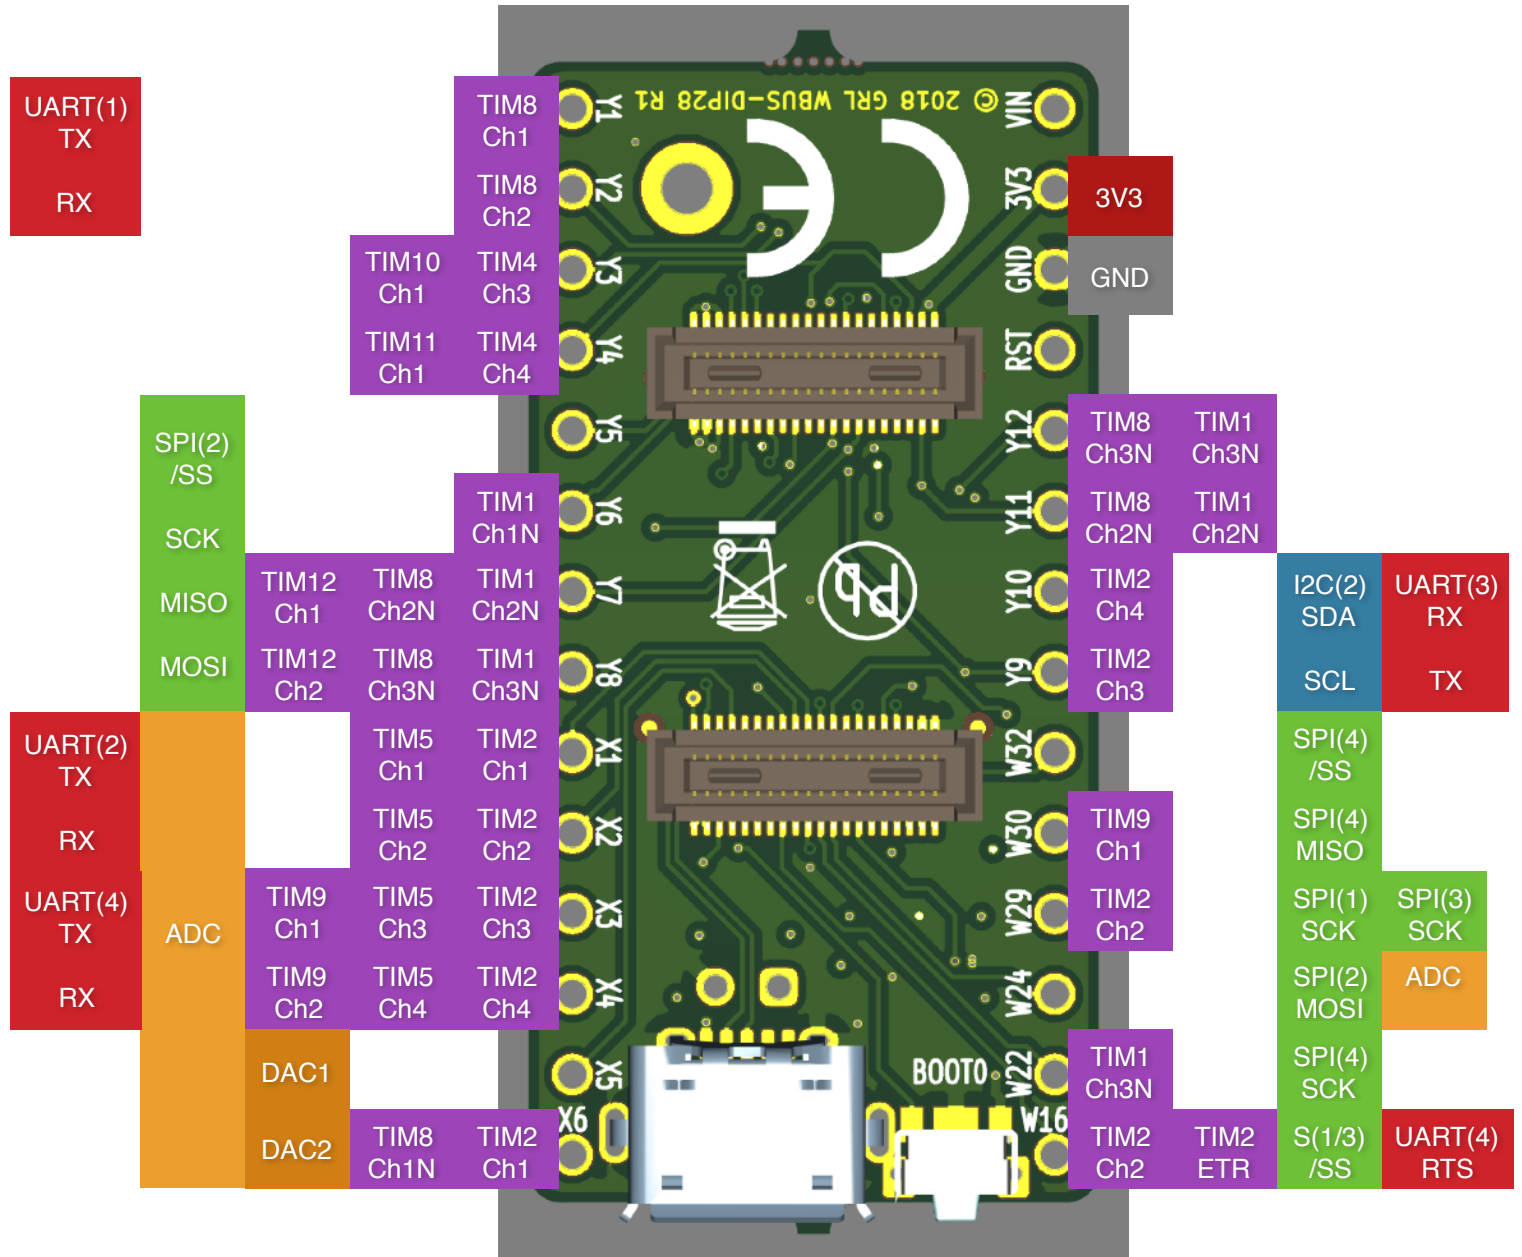 © 2018 GRL WBUS-DIP28 R1
UART(1)
TX
RX
TIM8
Ch1
Y1
TIM8
Ch2
Y2
TIM10
Ch1
TIM4
Ch3
Y3
TIM11
Ch1
TIM4
Ch4
Y4
SPI(2)
/SS
Y5
SCK
TIM1
Ch1N
Y6
MISO
TIM12
Ch1
TIM8
Ch2N
TIM1
Ch2N
Y7
MOSI
TIM12
Ch2
TIM8
Ch3N
TIM1
Ch3N
Y8
UART(2)
TX
TIM5
Ch1
TIM2
Ch1
X1
RX
TIM5
Ch2
TIM2
Ch2
X2
UART(4)
TX
ADC
TIM9
Ch1
TIM5
Ch3
TIM2
Ch3
X3
RX
TIM9
Ch2
TIM5
Ch4
TIM2
Ch4
X4
DAC1
X5
DAC2
TIM8
Ch1N
TIM2
Ch1
X6
Pb
BOOT0
VIN
3V3
3V3
GND
GND
RST
Y12
TIM8
Ch3N
TIM1
Ch3N
Y11
TIM8
Ch2N
TIM1
Ch2N
Y10
TIM2
Ch4
I2C(2)
SDA
UART(3)
RX
Y9
TIM2
Ch3
SCL
TX
W32
SPI(4)
/SS
W30
TIM9
Ch1
SPI(4)
MISO
W29
TIM2
Ch2
SPI(1)
SCK
SPI(3)
SCK
W24
SPI(2)
MOSI
ADC
W22
TIM1
Ch3N
SPI(4)
SCK
W16
TIM2
Ch2
TIM2
ETR
S(1/3)
/SS
UART(4)
RTS